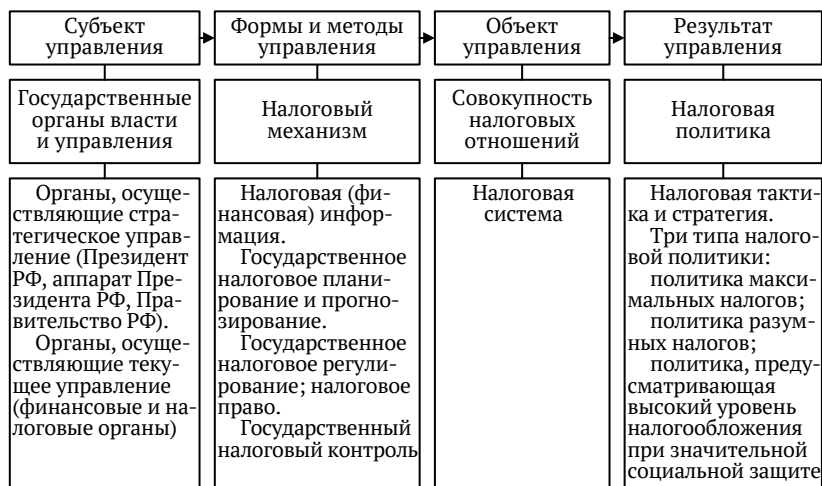 Субъект
управления
Формы и методы
управления
Объект
управления
Результат
управления
Государственные
органы власти
и управления
Налоговый
механизм
Совокупность
налоговых
отношений
Налоговая
политика
Органы, осуще-
ствляющие стра-
тегическое управ-
ление (Президент
РФ, аппарат Пре-
зидента РФ, Пра-
вительство РФ).
Органы, осуще-
ствляющие теку-
щее управление
(финансовые и на-
логовые органы)
Налоговая (фи-
нансовая) инфор-
мация.
Государственное
налоговое плани-
рование и прогно-
зирование.
Государственное
налоговое регули-
рование; налоговое
право.
Государственный
налоговый контроль
Налоговая
система
Налоговая такти-
ка и стратегия.
Три типа налого-
вой политики:
политика макси-
мальных налогов;
политика разум-
ных налогов;
политика, преду-
сматривающая
высокий уровень
налогообложения
при значительной
социальной защите